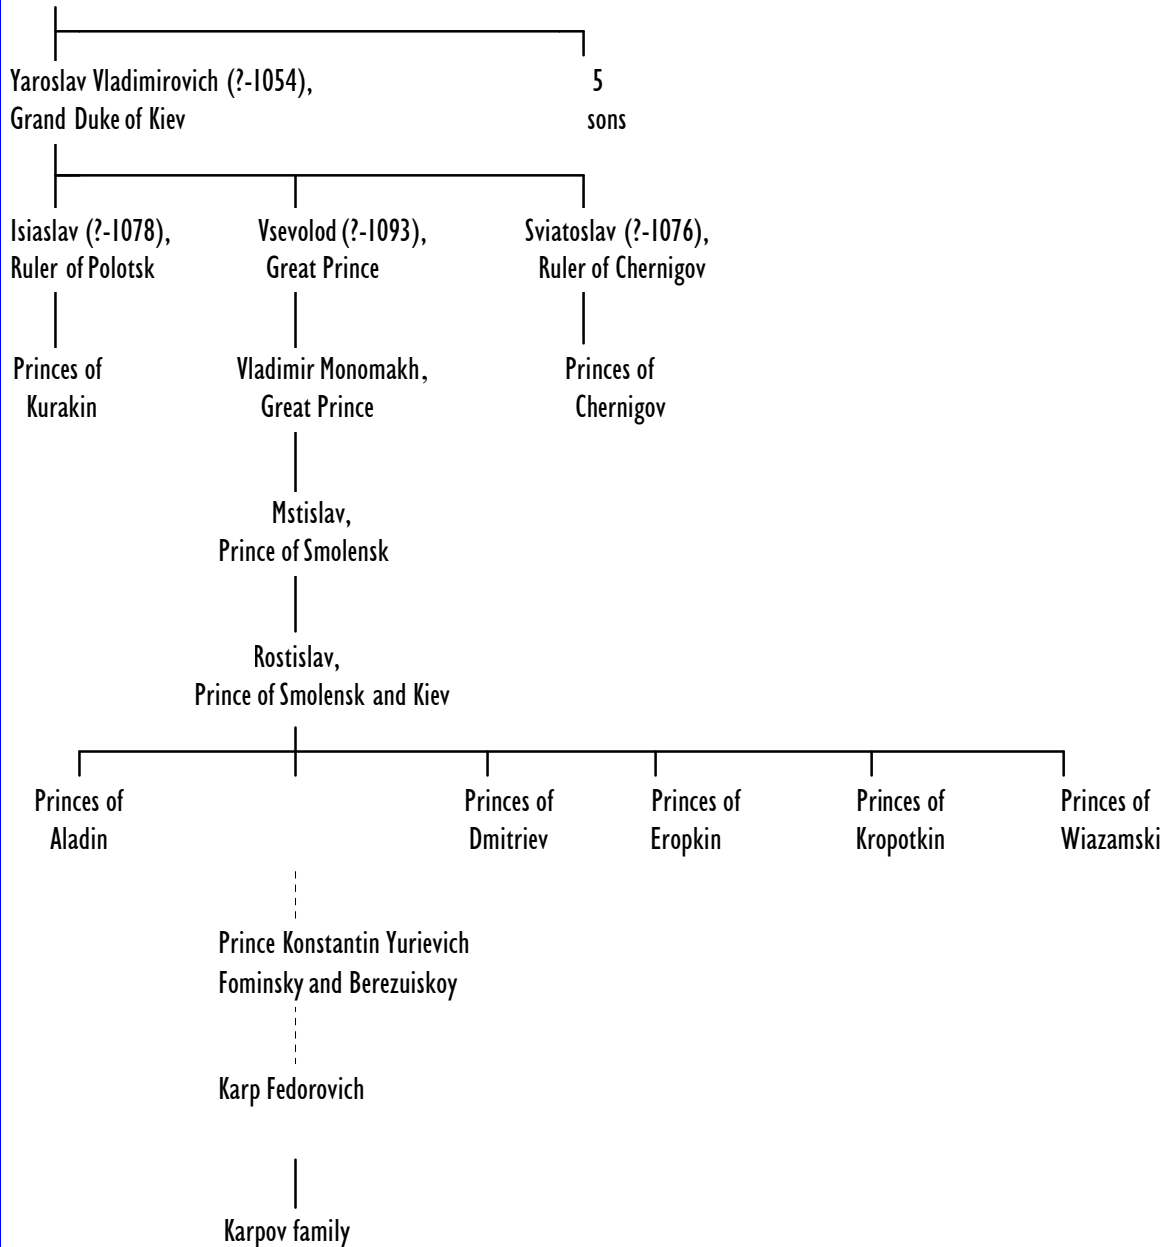 Yaroslav Vladimirovich (?-1054),
Grand Duke of Kiev
5
sons
Isiaslav (?-1078),
Ruler of Polotsk
Vsevolod (?-1093),
Great Prince
Sviatoslav (?-1076),
Ruler of Chernigov
Princes of
Kurakin
Vladimir Monomakh,
Great Prince
Princes of
Chernigov
Mstislav,
Prince of Smolensk
Rostislav,
Prince of Smolensk and Kiev
Princes of
Aladin
Princes of
Dmitriev
Princes of
Eropkin
Princes of
Kropotkin
Princes of
Wiazamski
Prince Konstantin Yurievich
Fominsky and Berezuiskoy
Karp Fedorovich
Karpov family